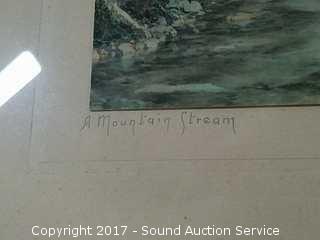 A Mountain Stream
Copyright 2017 - Sound Auction Service